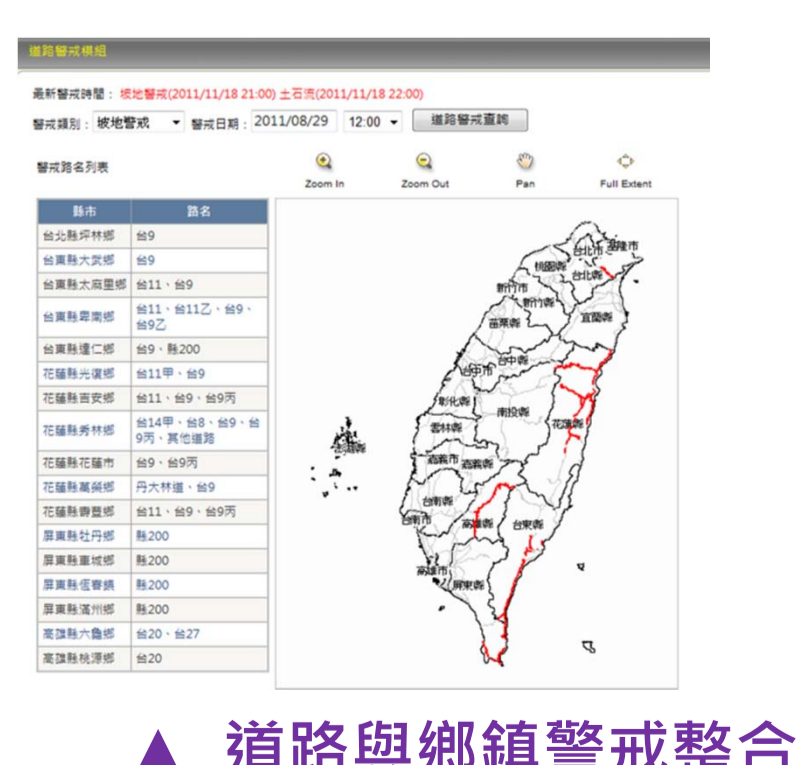 道路警戒模組
最新警戒時間： 坡地警戒(2011/11/18 21:00) 土石流(2011/11/18 22:00)
警戒類別： 坡地警戒 警戒日期： 2011/08/29 12:00 道路警戒查詢
警戒路名列表
Zoom In Zoom Out Pan Full Extent
縣市 路名
台北縣坪林鄉 台9
台東縣大武鄉 台9
台東縣太麻里鄉 台11、台9
台東縣卑南鄉 台11、台11乙、台9、
台9乙
台東縣達仁鄉 台9、縣200
花蓮縣光復鄉 台11甲、台9
花蓮縣吉安鄉 台11、台9、台9丙
花蓮縣秀林鄉 台14甲、台8、台9、台
9丙、其他道路
花蓮縣花蓮市 台9、台9丙
花蓮縣萬榮鄉 丹大林道、台9
花蓮縣壽豐鄉 台11、台9、台9丙
屏東縣牡丹鄉 縣200
屏東縣車城鄉 縣200
屏東縣恆春鎮 縣200
屏東縣滿州鄉 縣200
高雄縣六龜鄉 台20、台27
高雄縣桃源鄉 台20
台北市 基隆市
桃園縣 台北縣
新竹市
新竹縣
苗栗縣 宜蘭縣
台中縣
台中市
彰化縣
南投縣
雲林縣 花蓮縣
嘉義市 嘉義縣
台南縣
台南市 高雄縣 台東縣
高雄市
屏東縣
▲ 道路與鄉鎮警戒整合